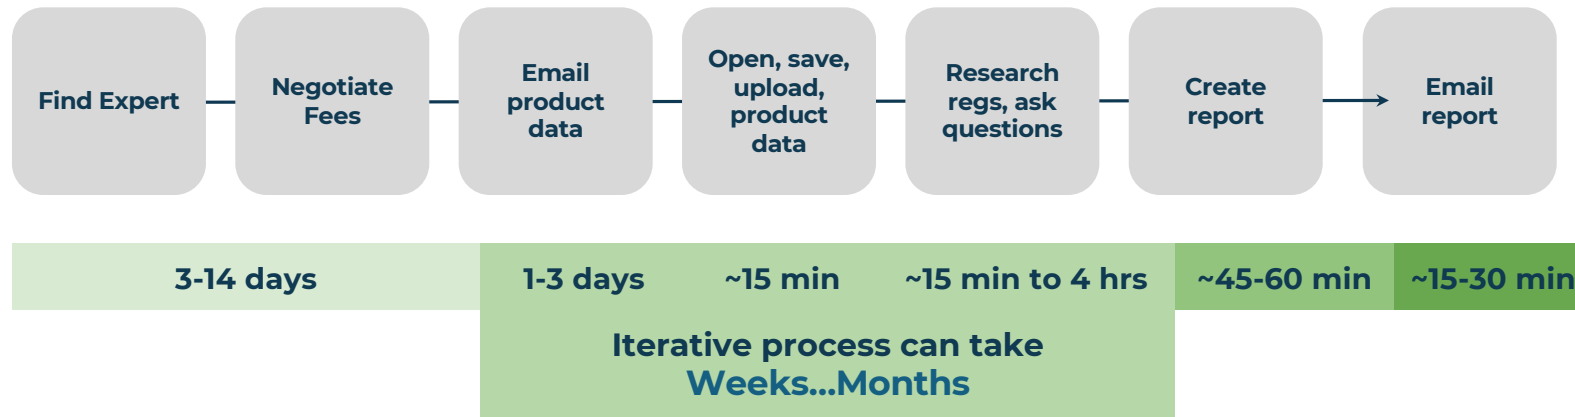 Find Expert
Negotiate
Fees
Email
product
data
Open, save,
upload,
product
data
Research
regs, ask
questions
Create
report
Email
report
3-14 days
1-3 days
~15 min
~15 min to 4 hrs
~45-60 min
~15-30 min
Iterative process can take
Weeks...Months